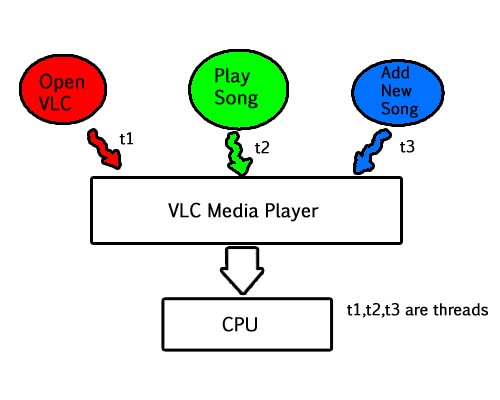 Open
VLC
Play
Song
Add
New
Song
t1
t2
t3
VLC Media Player
CPU
t1,t2,t3 are threads